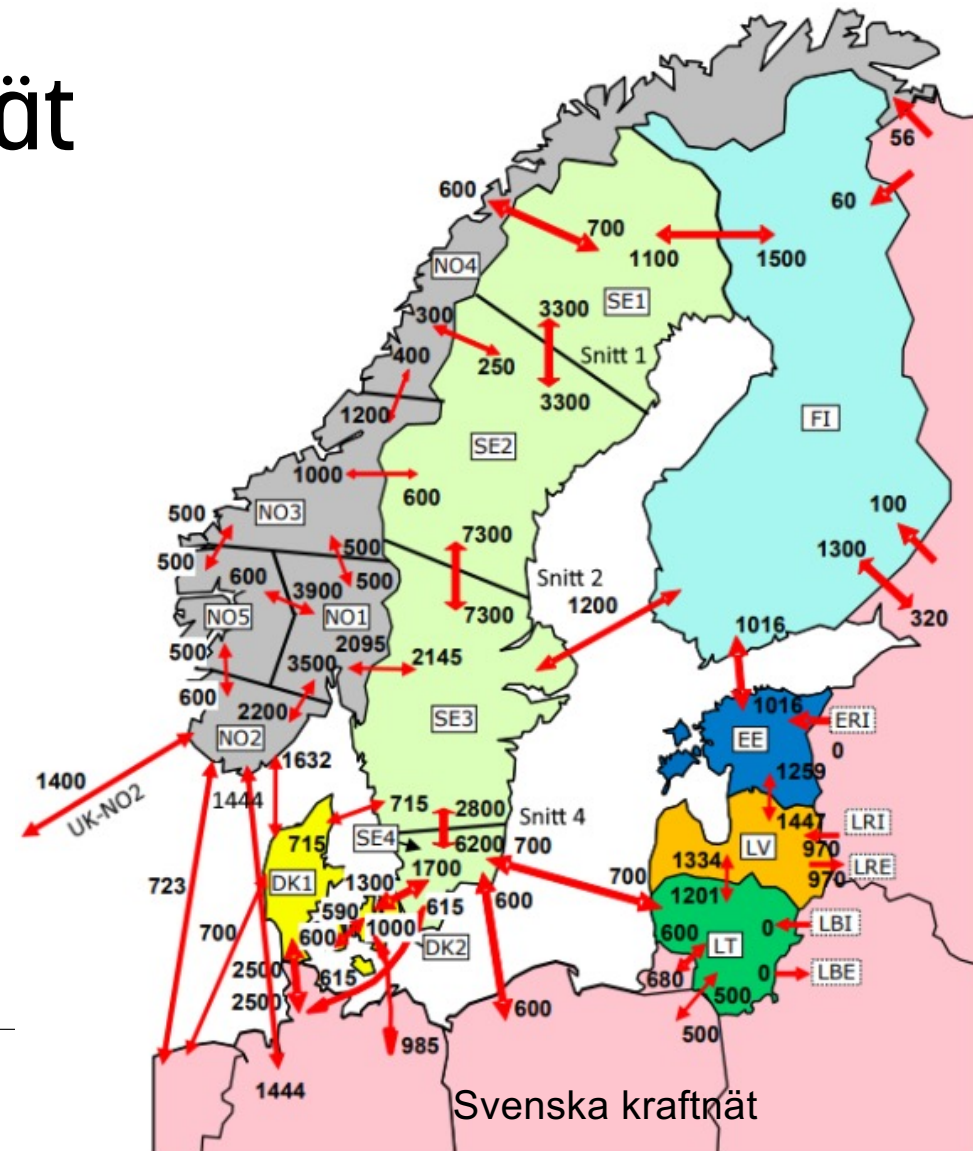 ät
56
60
600
700
1100
1500
NO4
SE1
300
3300
Snitt 1
400
250
3300
1200
FI
SE2
1000
600
NO3
100
500
7300
500
1300
500
Snitt 2
600
3900
500
7300
1200
320
NO5
NO1
1016
2095
500
3500
2145
600
2200
SE3
1016
ERI
NO2
EE
0
1632
1259
1400
UK-NO2
1444
715
2800
Snitt 4
1447
LRI
715
SE4
6200
700
LV
970
1334
LRE
723
DK1
1300
1700
700
970
1201
590
615
600
LBI
700
600
1000
DK2
600
LT
0
2500
615
680
0
LBE
2500
600
500
500
985
1444
Svenska kraftnät